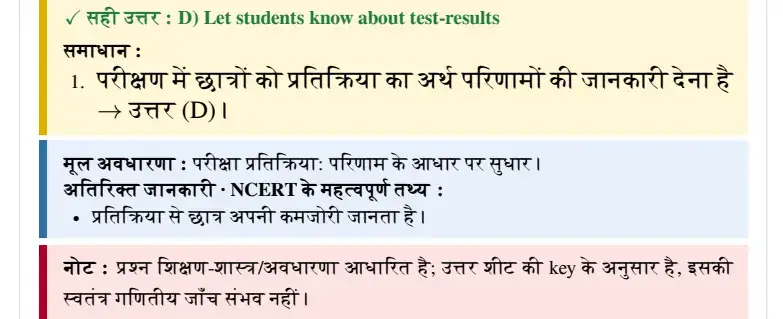 ✓ सही उत्तर : D) Let students know about test-results
समाधान :
1. परीक्षण में छात्रों को प्रतिक्रिया का अर्थ परिणामों की जानकारी देना है
→ उत्तर (D)।
मूल अवधारणा : परीक्षा प्रतिक्रियाः परिणाम के आधार पर सुधार।
अतिरिक्त जानकारी · NCERT के महत्वपूर्ण तथ्य :
• प्रतिक्रिया से छात्र अपनी कमजोरी जानता है।
नोट : प्रश्न शिक्षण-शास्त्र/अवधारणा आधारित है; उत्तर शीट की key के अनुसार है, इसकी
स्वतंत्र गणितीय जाँच संभव नहीं।